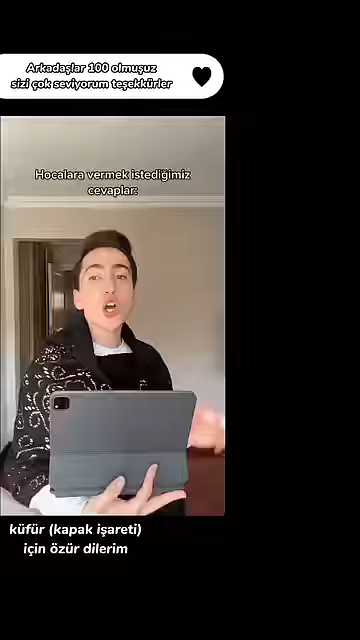 Arkadaşlar 100 olmuşuz
sizi çok seviyorum teşekkürler
Hocalara vermek istediğimiz
cevaplar:
küfür (kapak işareti)
için özür dilerim